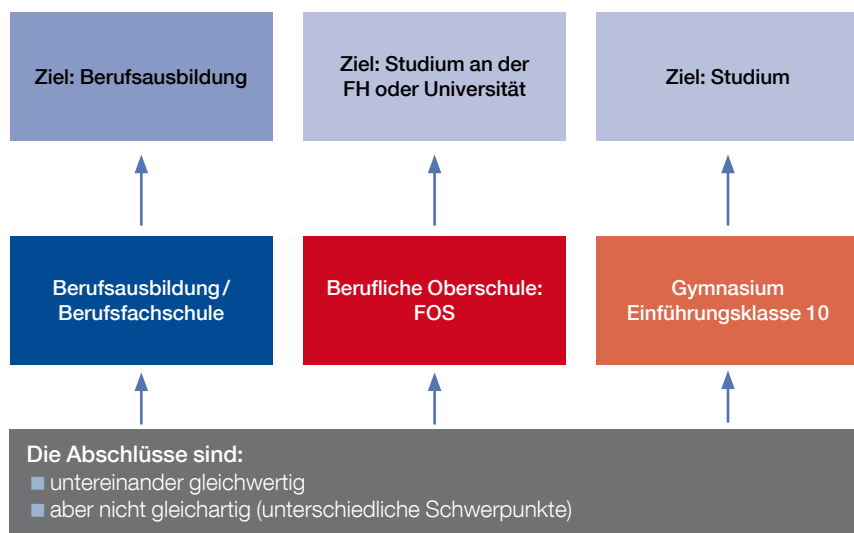 Ziel: Berufsausbildung
Ziel: Studium an der
FH oder Universität
Ziel: Studium
Berufsausbildung/
Berufsfachschule
Berufliche Oberschule:
FOS
Gymnasium
Einführungsklasse 10
Die Abschlüsse sind:
untereinander gleichwertig
aber nicht gleichartig (unterschiedliche Schwerpunkte)